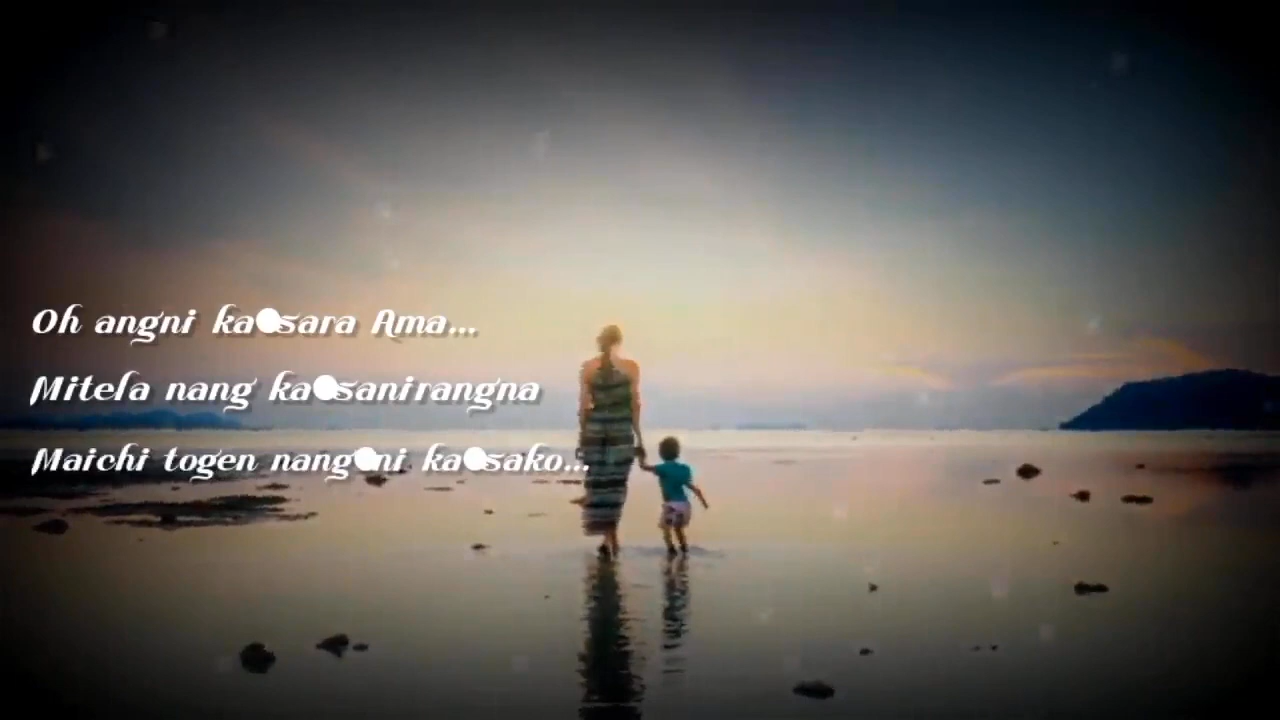 Oh angni ka●sara Ama...
Mitela nang ka●sanirangna
Maichi togen nang●ni ka●sako...